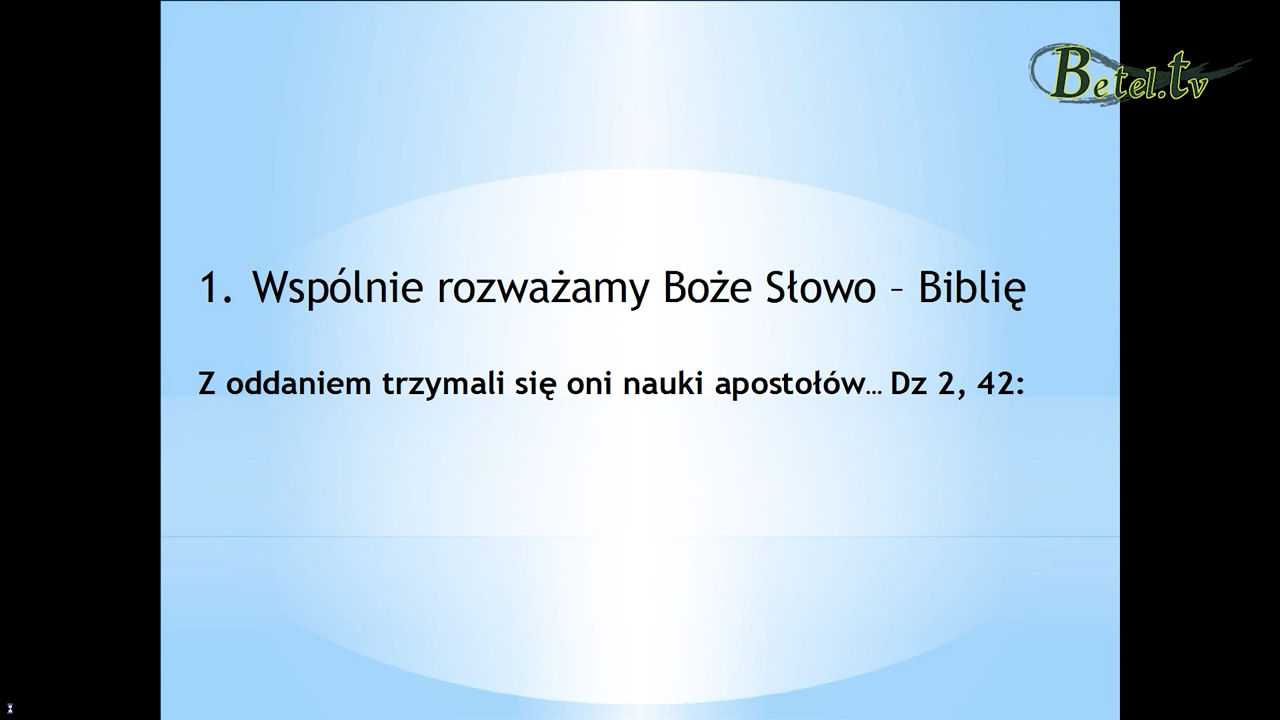 Betel.tv
1. Wspólnie rozważamy Boże Słowo – Biblię
Z oddaniem trzymali się oni nauki apostołów… Dz 2, 42: